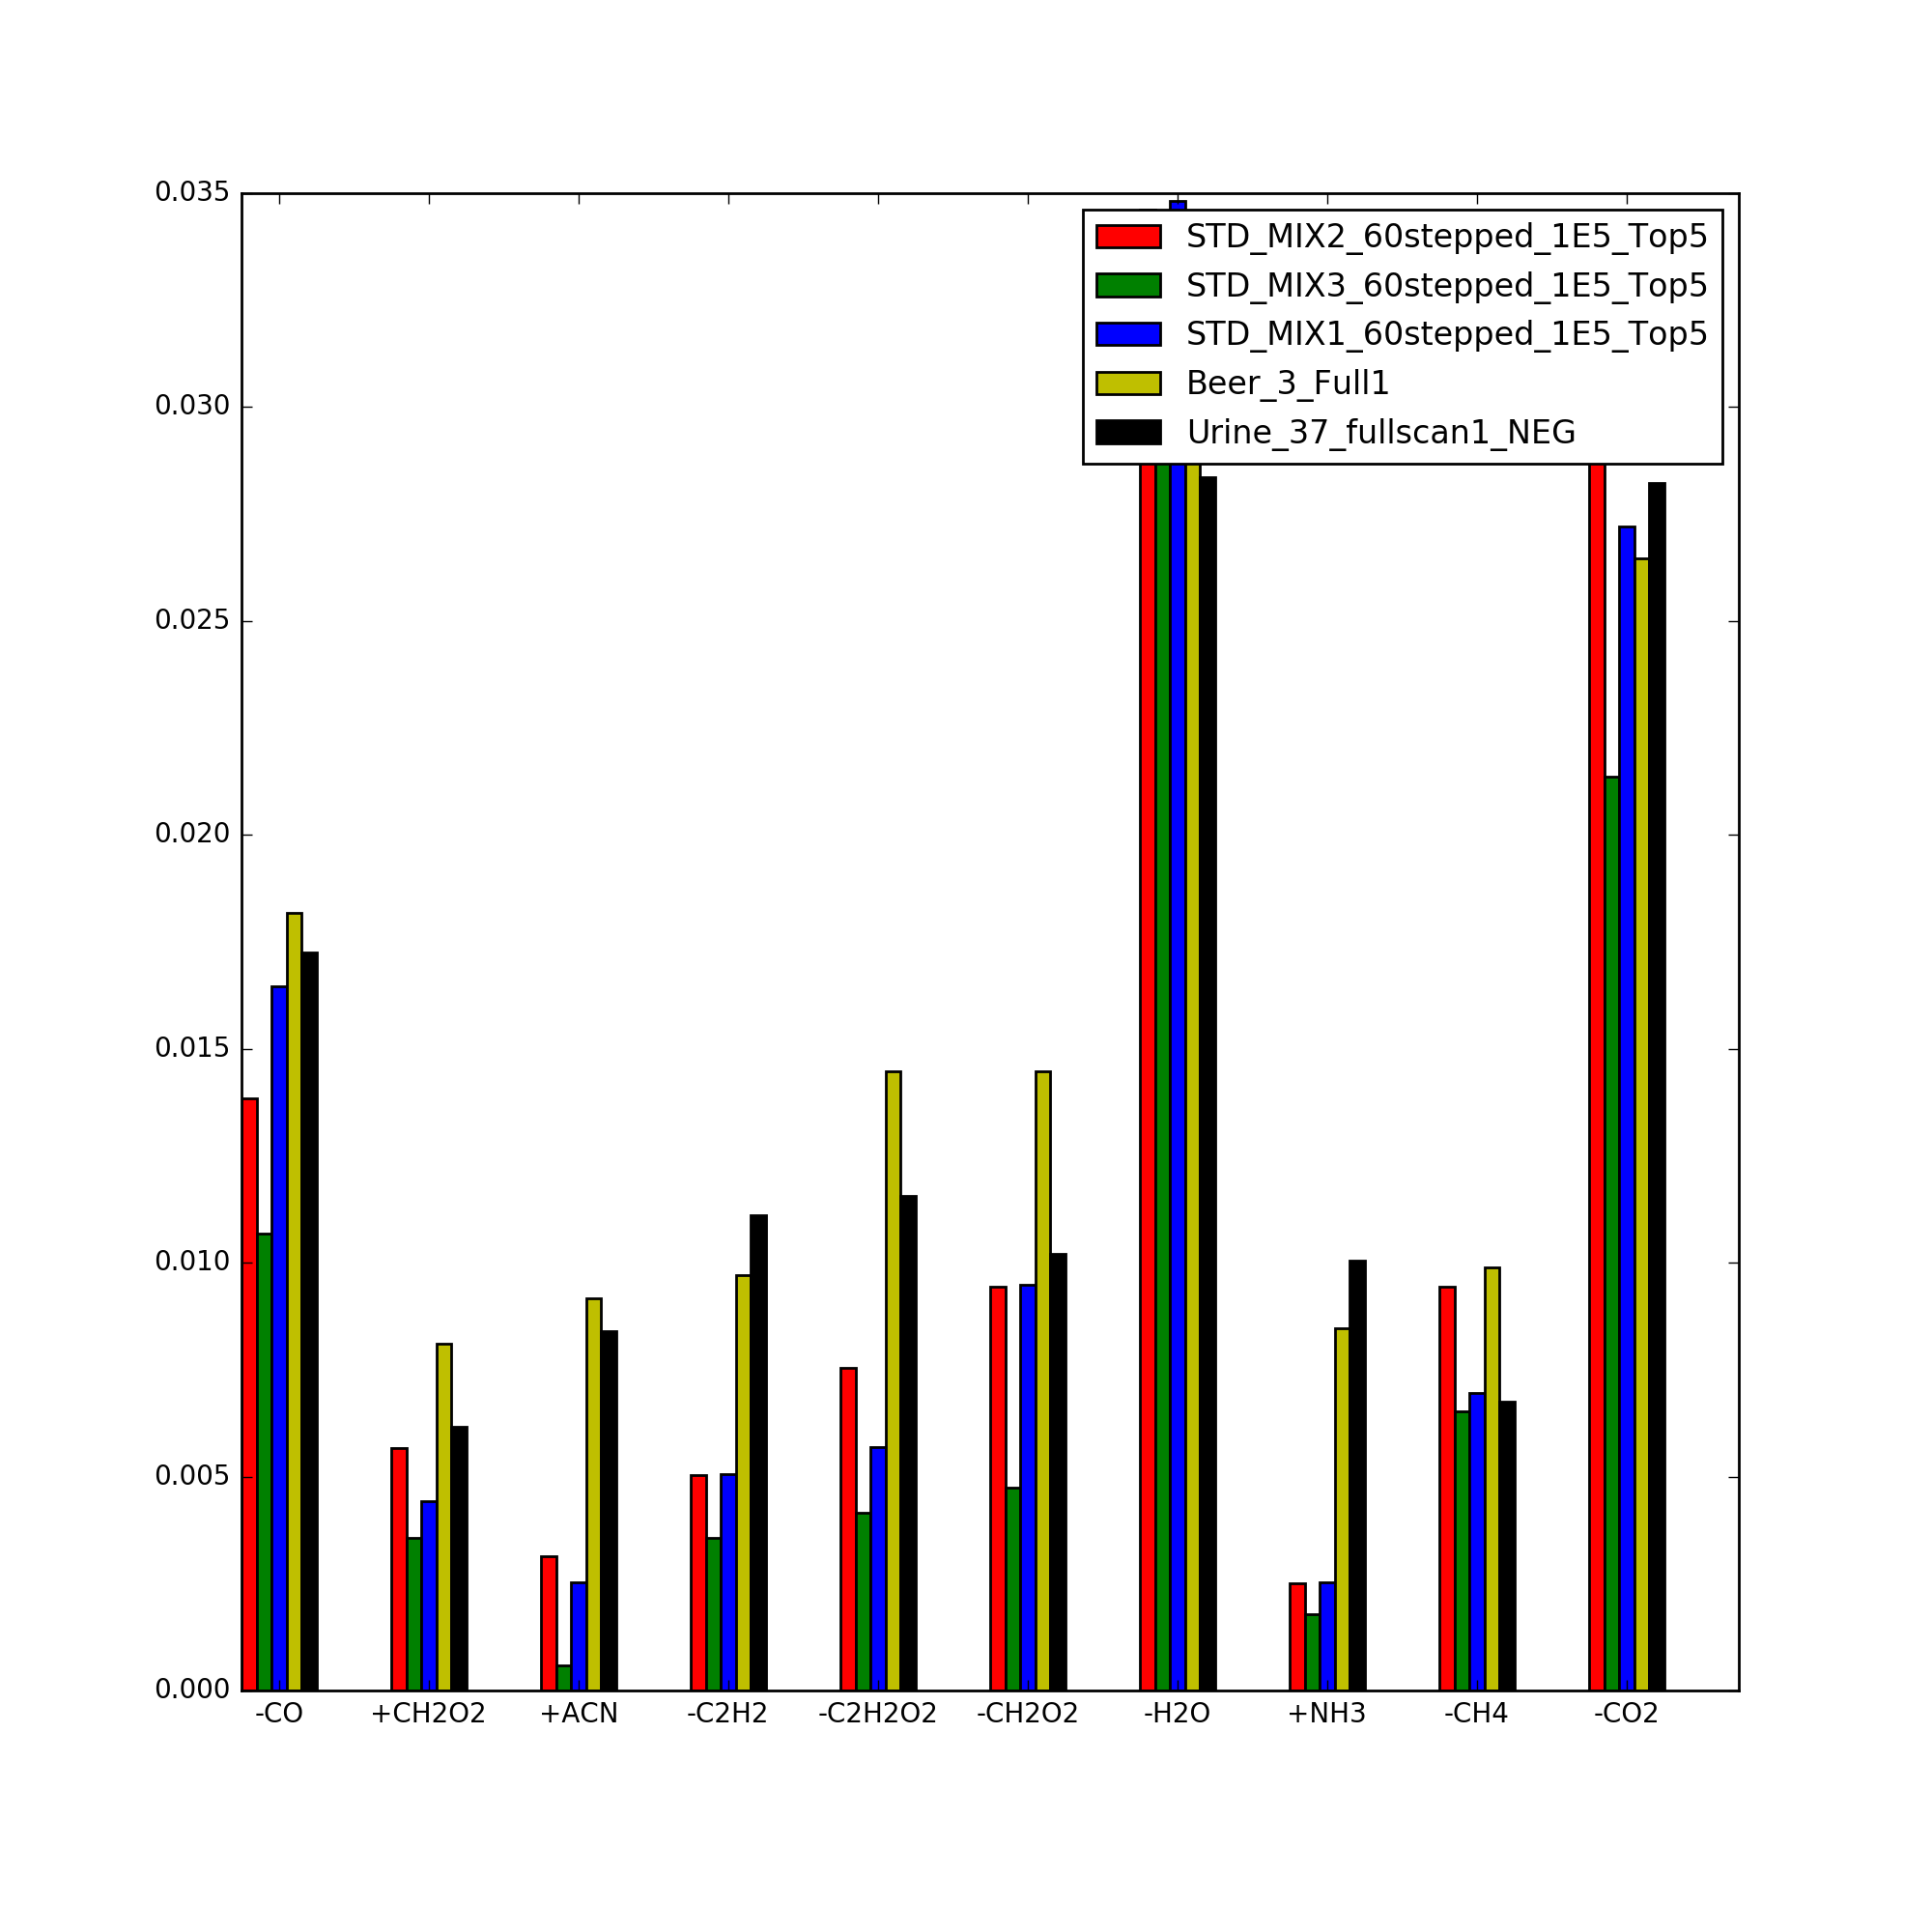 0.035
0.030
0.025
0.020
0.015
0.010
0.005
0.000
STD_MIX2_60stepped_1E5_Top5
STD_MIX3_60stepped_1E5_Top5
STD_MIX1_60stepped_1E5_Top5
Beer_3_Full1
Urine_37_fullscan1_NEG
-CO +CH2O2 +ACN -C2H2 -C2H2O2 -CH2O2 -H2O +NH3 -CH4 -CO2